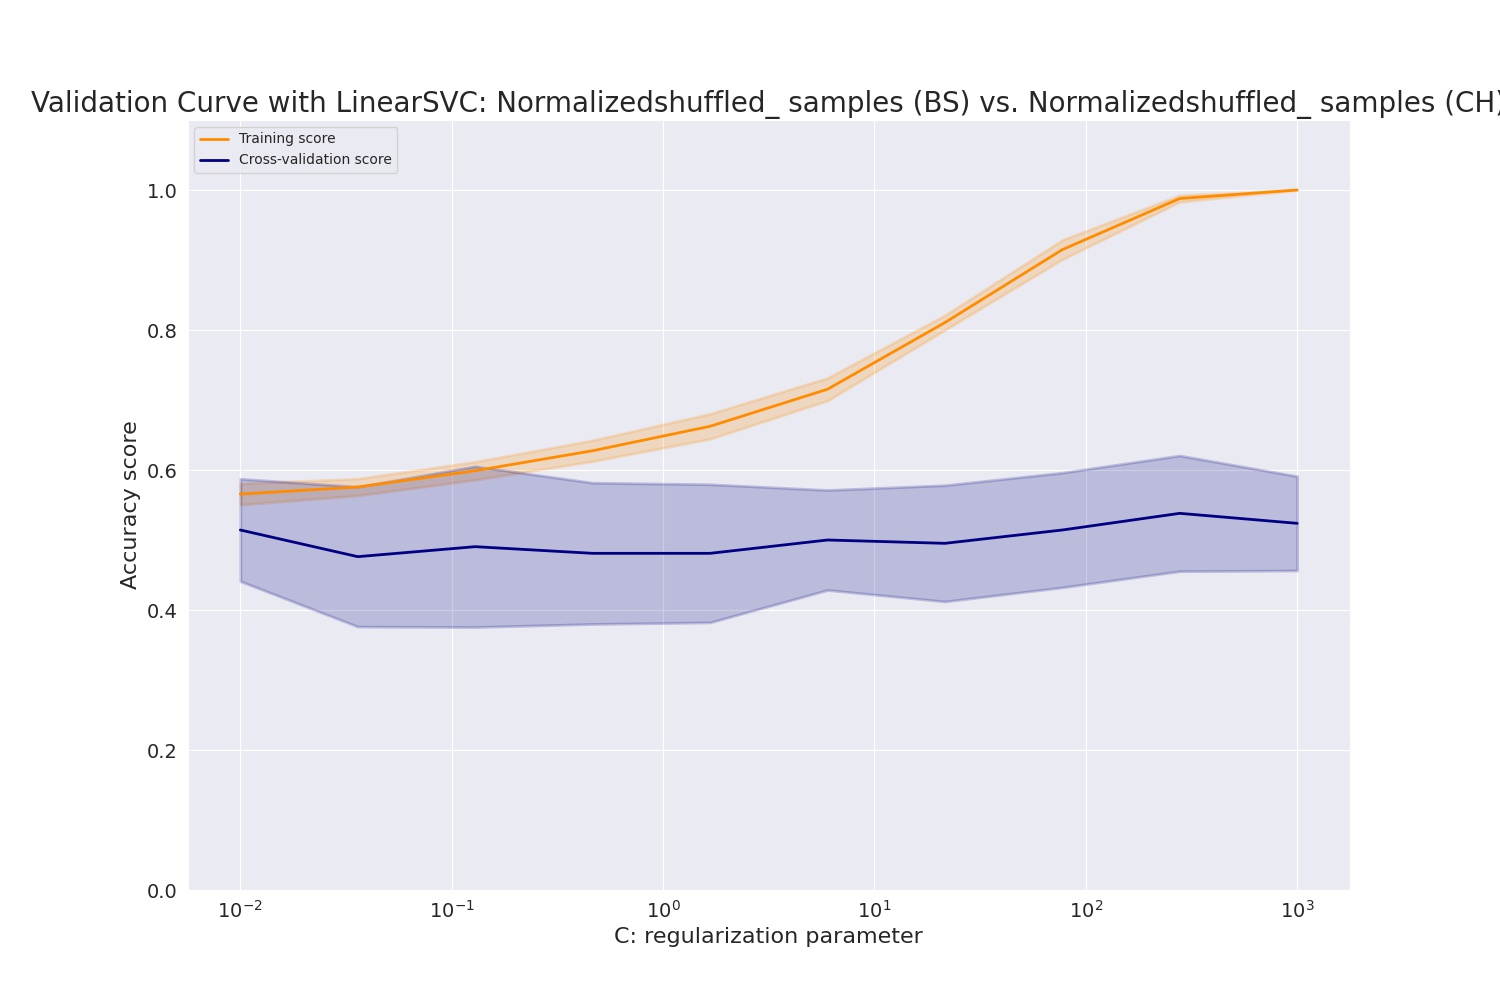 Validation Curve with LinearSVC: Normalizedshuffled_ samples (BS) vs. Normalizedshuffled_ samples (CH)
Training score
Cross-validation score
1.0
0.8
0.6
0.4
0.2
0.0
Accuracy score
10⁻² 10⁻¹ 10⁰ 10¹ 10² 10³
C: regularization parameter